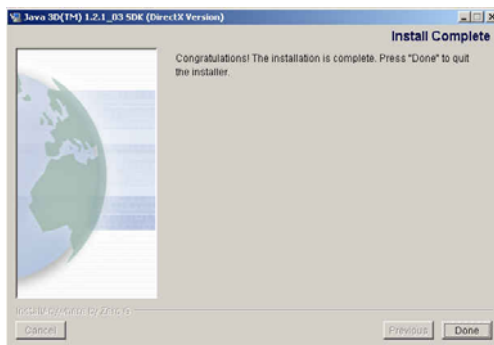 Java 3D(TM) 1.2.1_03 SDK (DirectX Version)
Install Complete
Congratulations! The installation is complete. Press "Done" to quit
the installer.
Cancel
Previous
Done